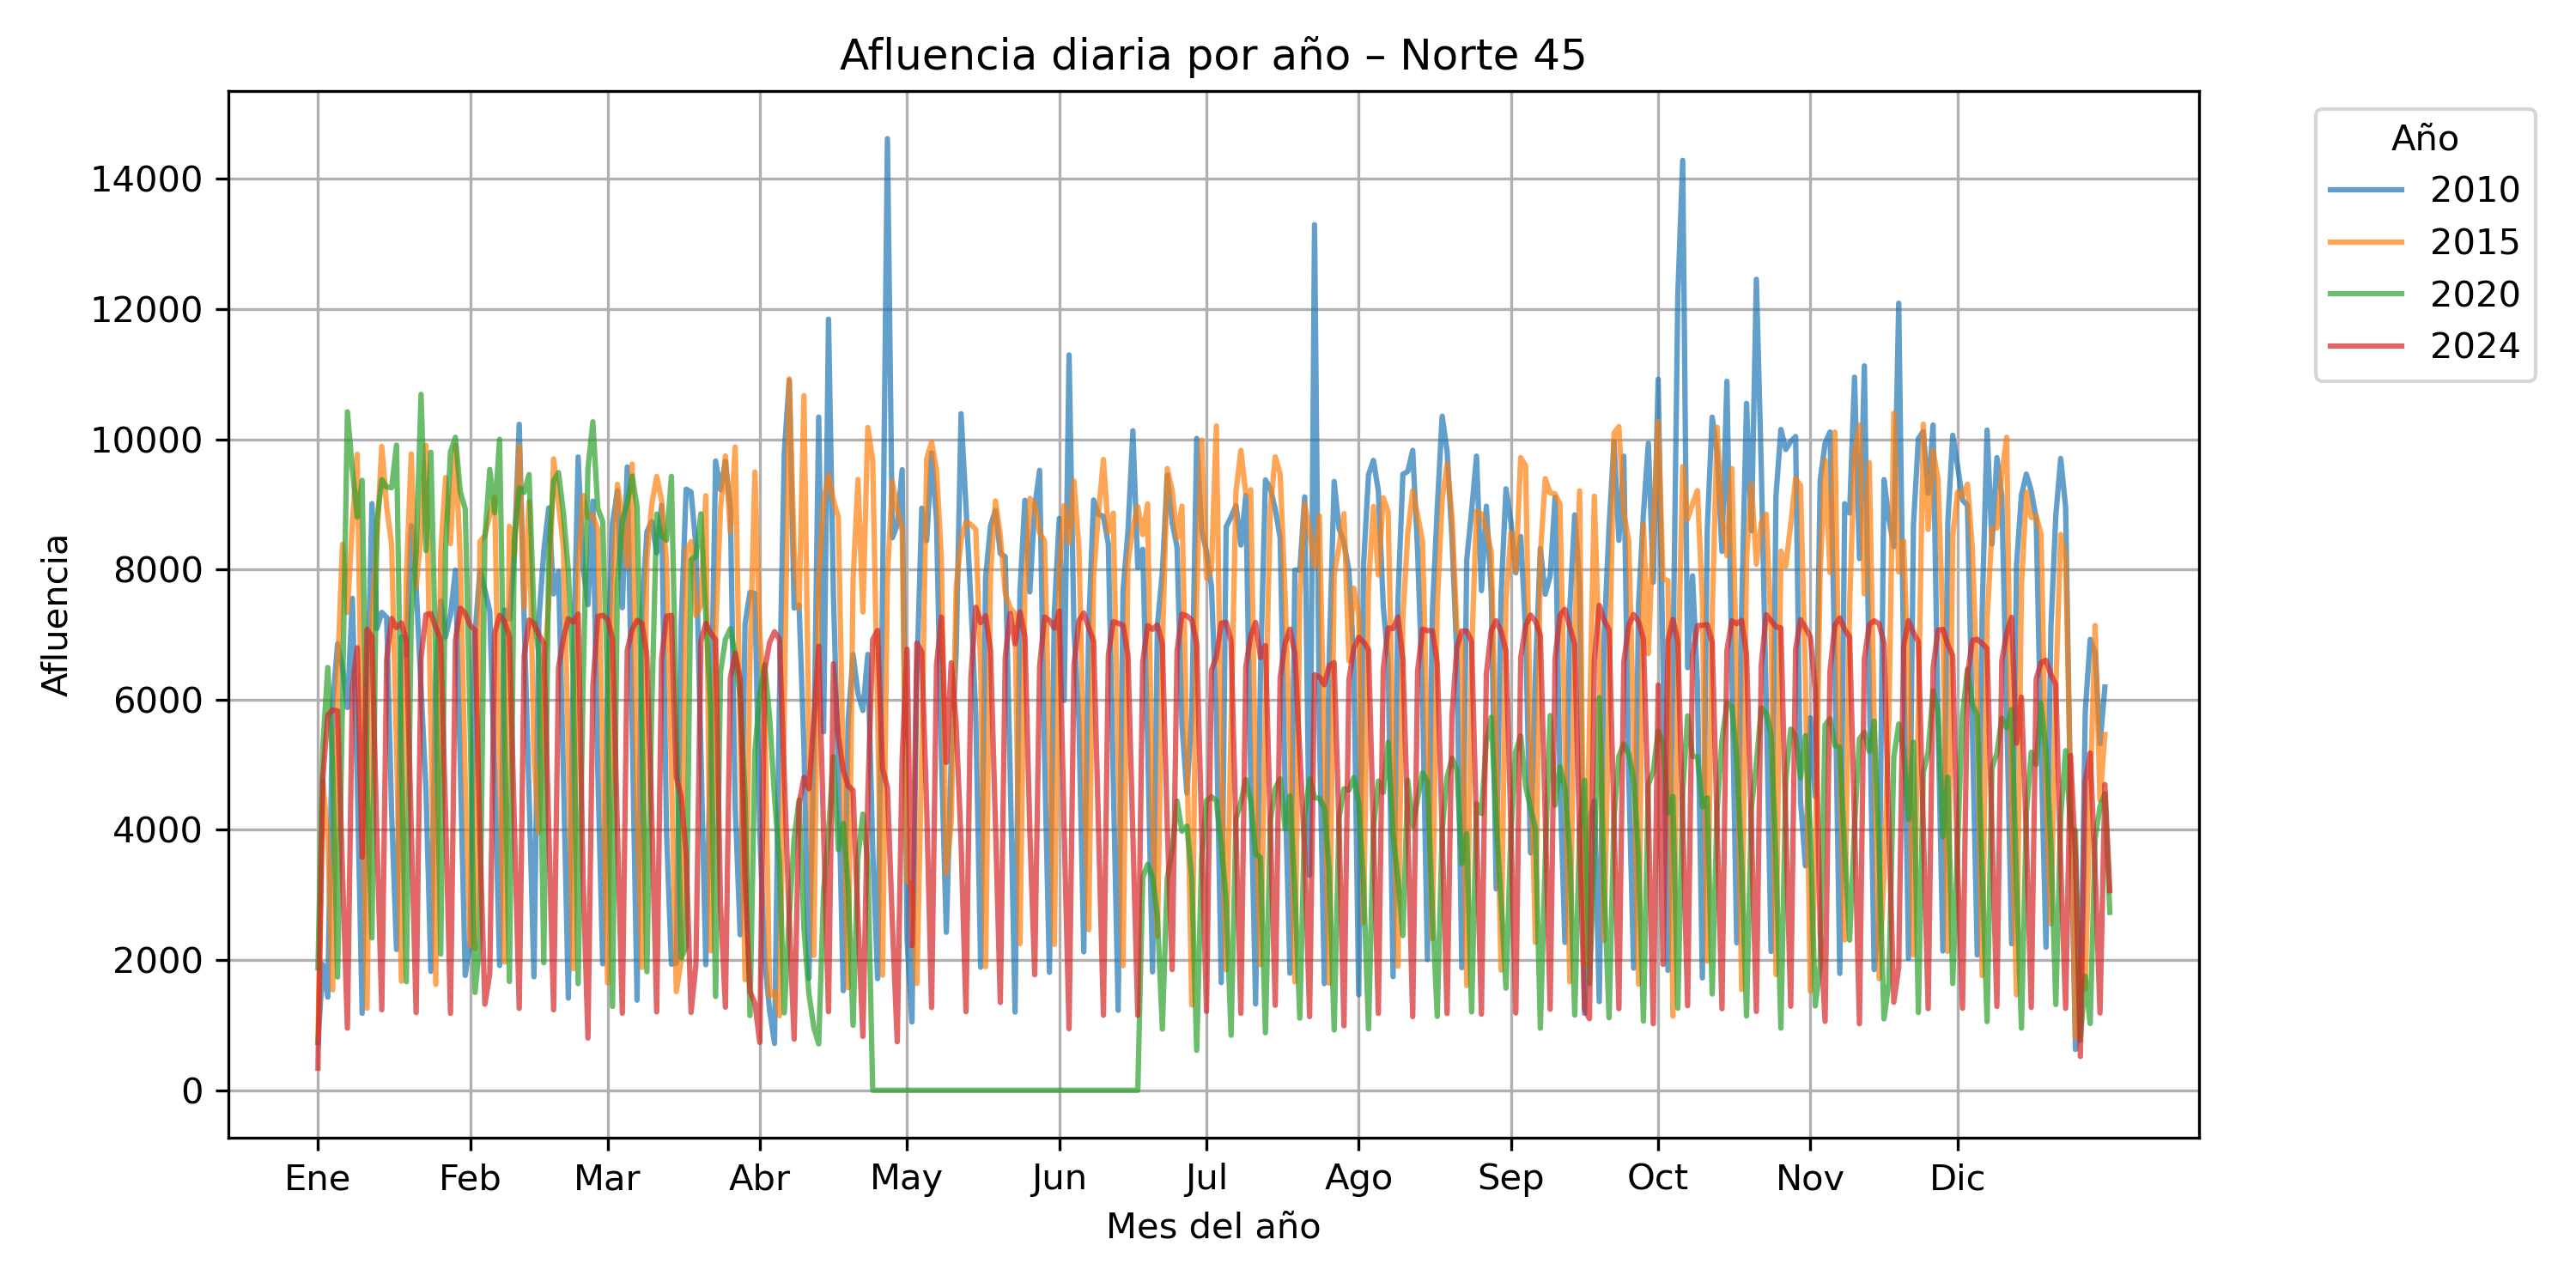 Afluencia diaria por año – Norte 45
Año
2010
2015
2020
2024
Afluencia
14000
12000
10000
8000
6000
4000
2000
0
Ene Feb Mar Abr May Jun Jul Ago Sep Oct Nov Dic
Mes del año